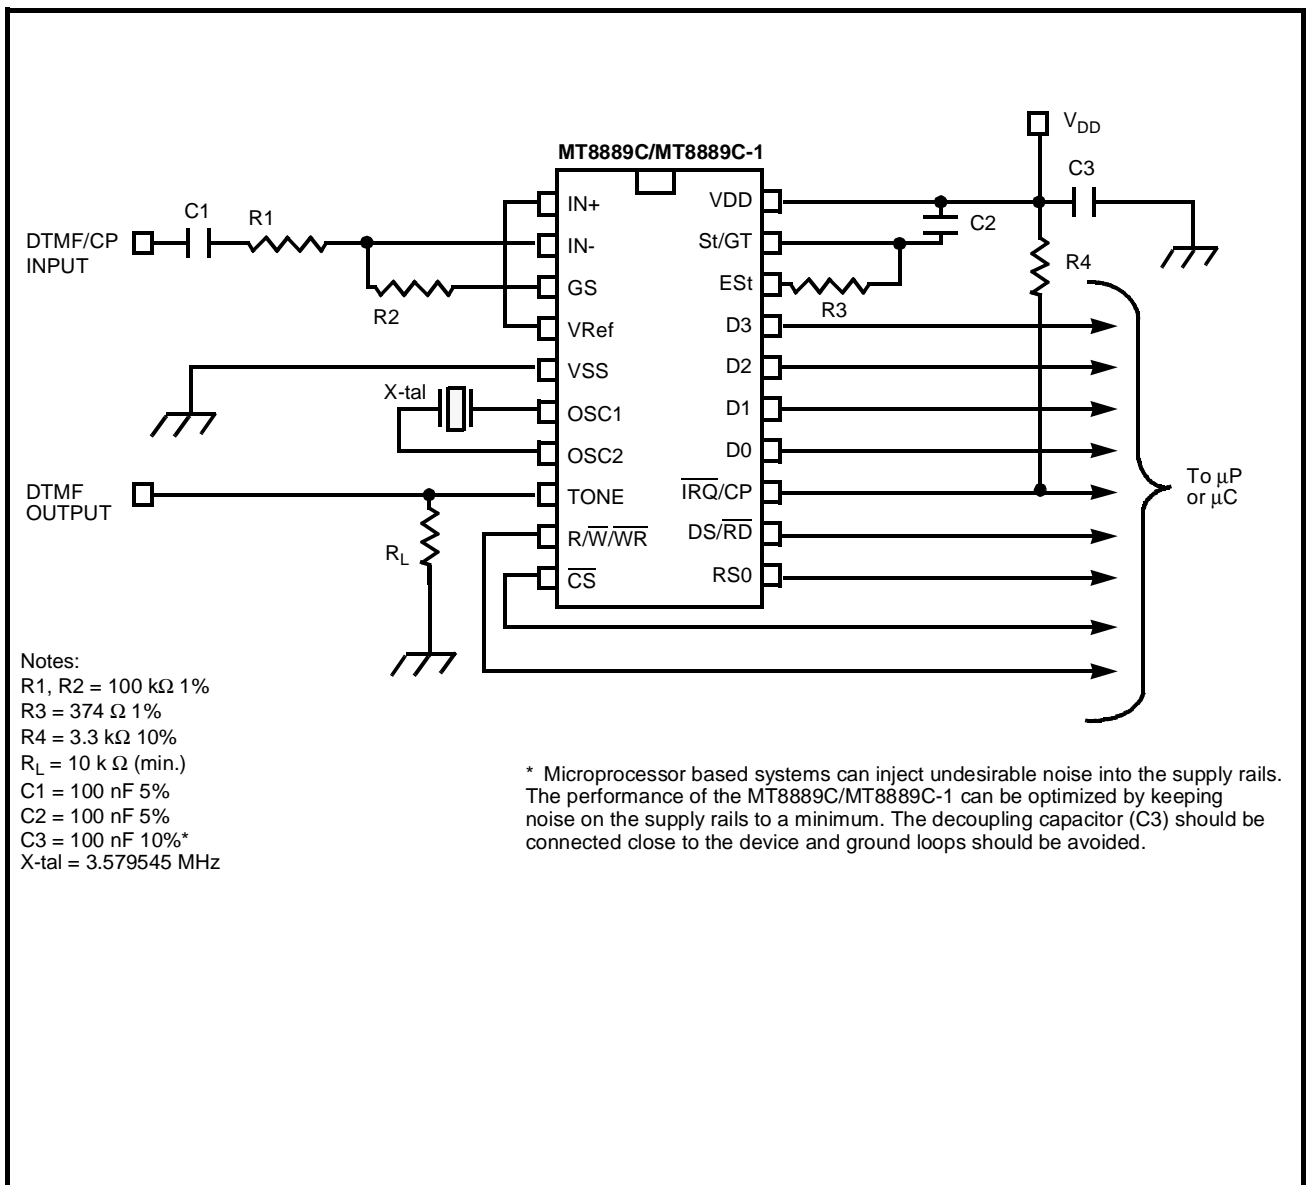 V_DD
MT8889C/MT8889C-1
C3
C1
R1
DTMF/CP
INPUT
R2
IN+
IN-
GS
VRef
VSS
X-tal
OSC1
OSC2
DTMF
OUTPUT
TONE
R/W̅/W̅R̅
C̅S̅
R_L
VDD
St/GT
ESt
D3
D2
D1
D0
I̅R̅Q̅/CP
DS/R̅D̅
RS0
C2
R4
R3
To μP
or μC
Notes:
R1, R2 = 100 kΩ 1%
R3 = 374 Ω 1%
R4 = 3.3 kΩ 10%
R_L = 10 k Ω (min.)
C1 = 100 nF 5%
C2 = 100 nF 5%
C3 = 100 nF 10%*
X-tal = 3.579545 MHz
* Microprocessor based systems can inject undesirable noise into the supply rails.
The performance of the MT8889C/MT8889C-1 can be optimized by keeping
noise on the supply rails to a minimum. The decoupling capacitor (C3) should be
connected close to the device and ground loops should be avoided.